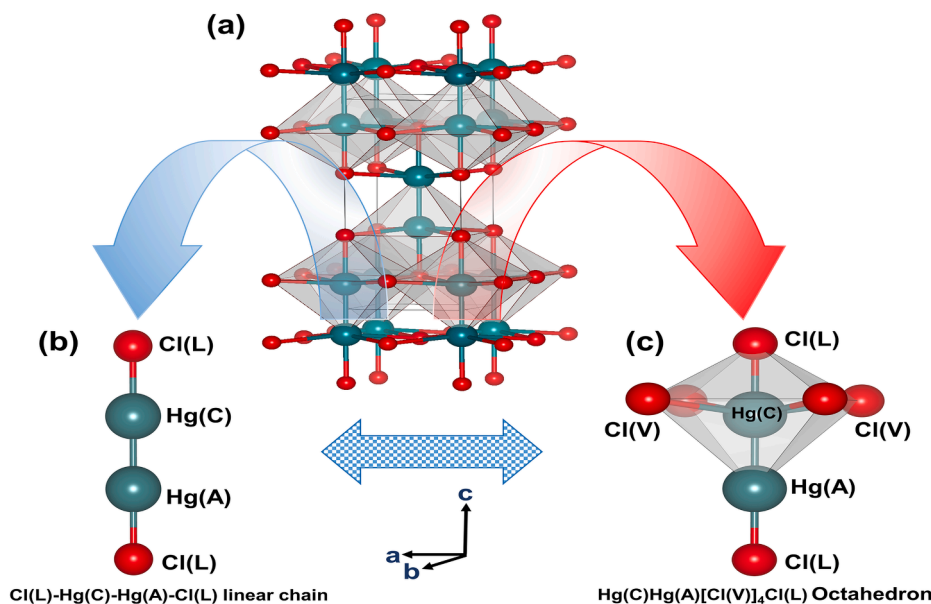 (a)
(b)
Cl(L)
Hg(C)
Hg(A)
Cl(L)
Cl(L)-Hg(C)-Hg(A)-Cl(L) linear chain
c
a
b
(c)
Cl(L)
Hg(C)
Cl(V)
Cl(V)
Hg(A)
Cl(L)
Hg(C)Hg(A)[Cl(V)]₄Cl(L) Octahedron